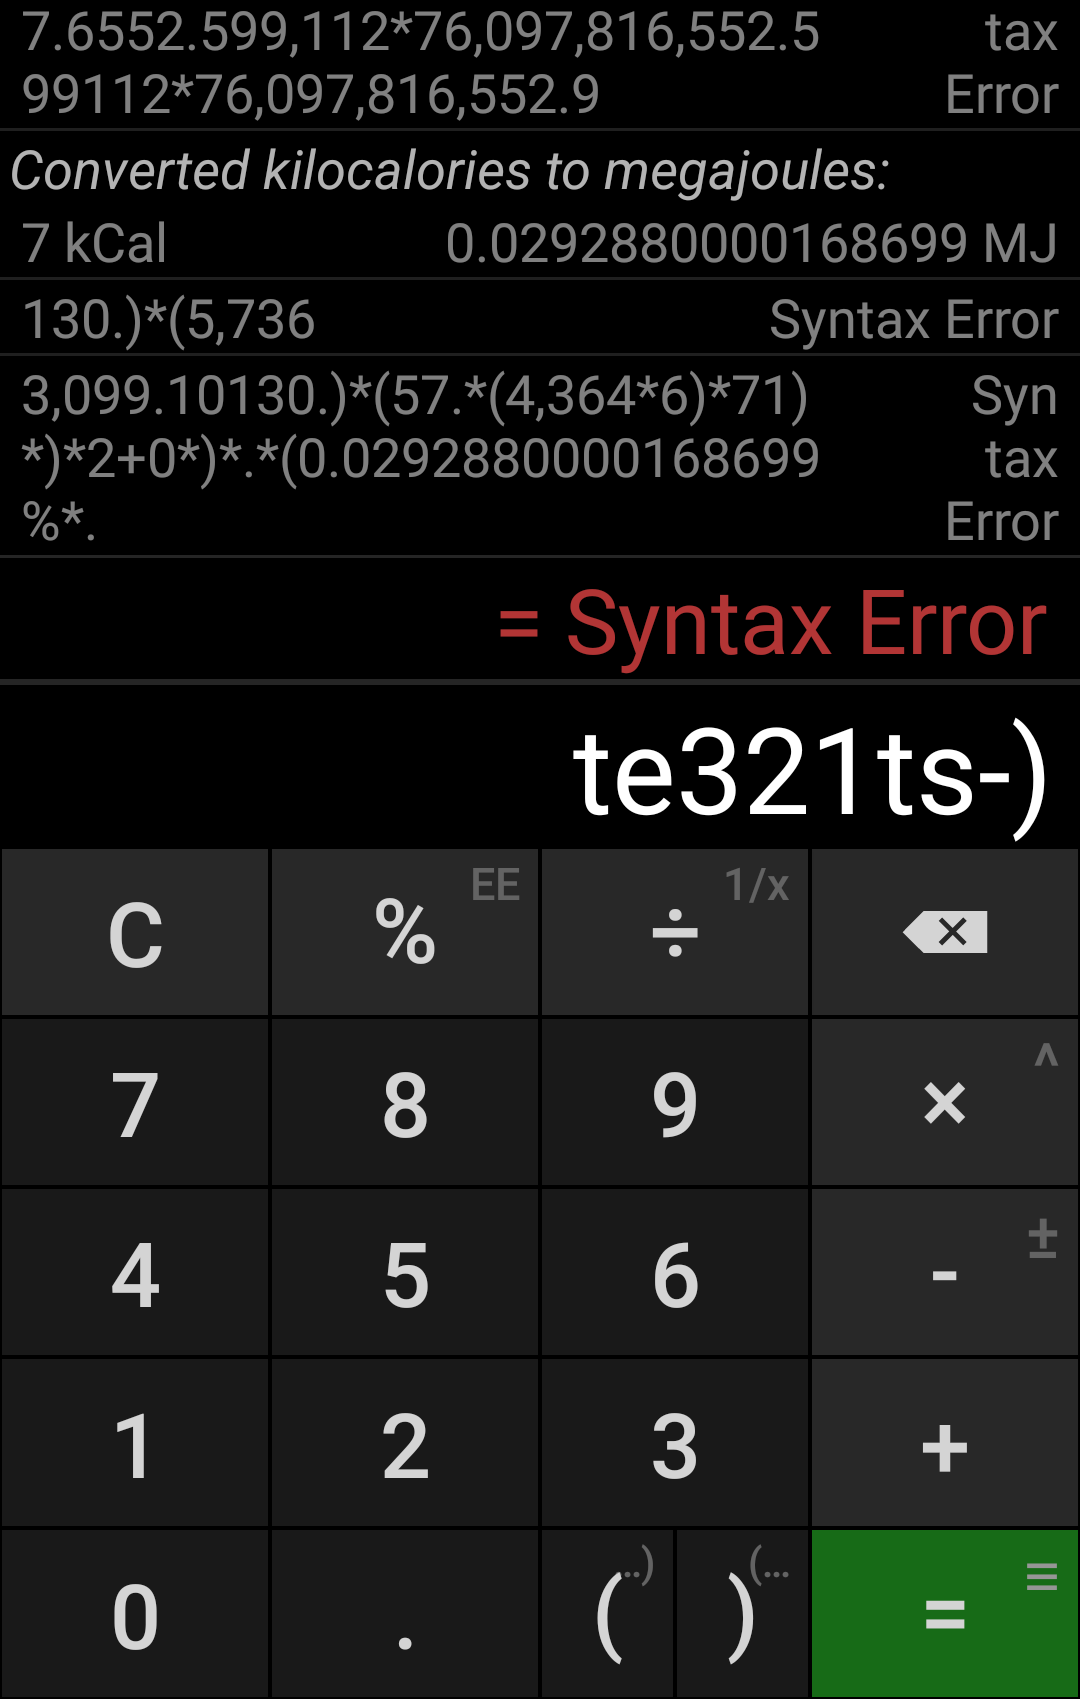 7.6552.599,112*76,097,816,552.5 tax
99112*76,097,816,552.9 Error
Converted kilocalories to megajoules:
7 kCal 0.0292880000168699 MJ
130.)*(5,736 Syntax Error
3,099.10130.)*(57.*(4,364*6)*71) Syn
*)*2+0*)*.*(0.0292880000168699 tax
%*. Error
= Syntax Error
te321ts-)
C % EE ÷ 1/x
7 8 9 × ^
4 5 6 - ±
1 2 3 + 
0 . ( ..) ) (... = ≡